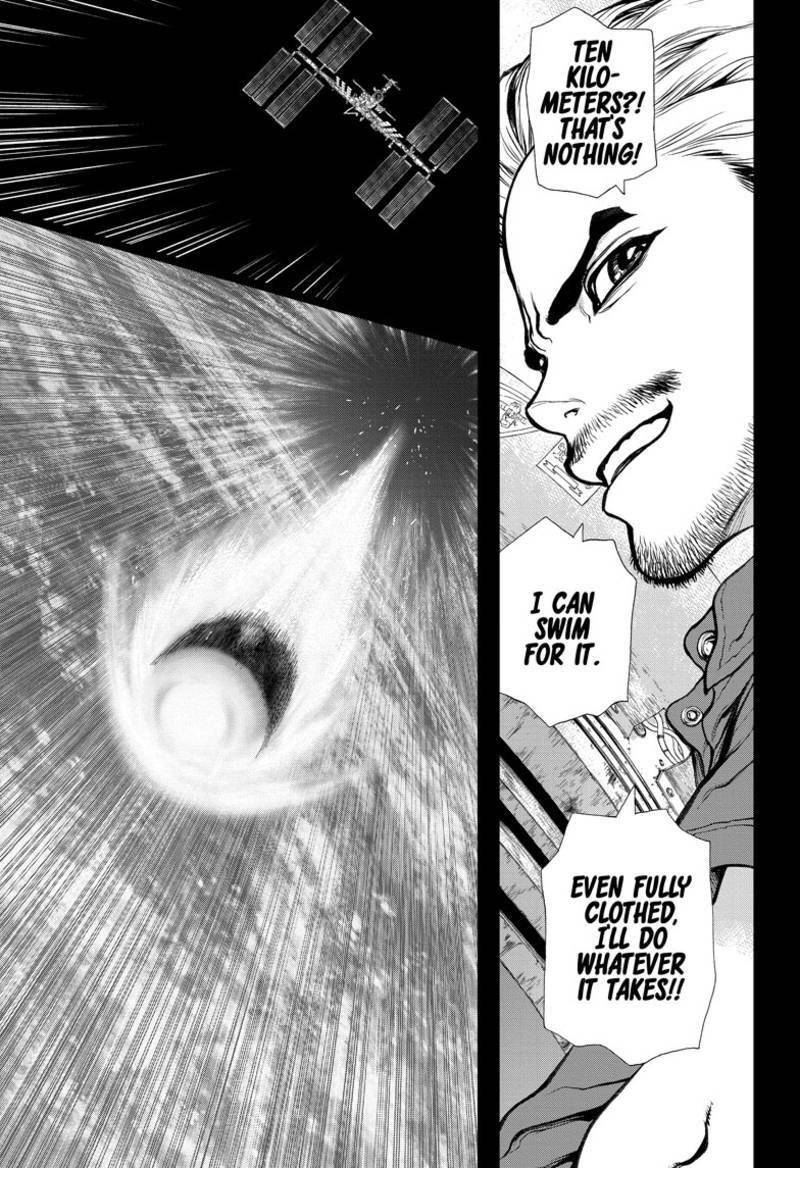 TEN
KILO-
METERS?!
THAT'S
NOTHING!
I CAN
SWIM
FOR IT.
EVEN FULLY
CLOTHED,
I'LL DO
WHATEVER
IT TAKES!!